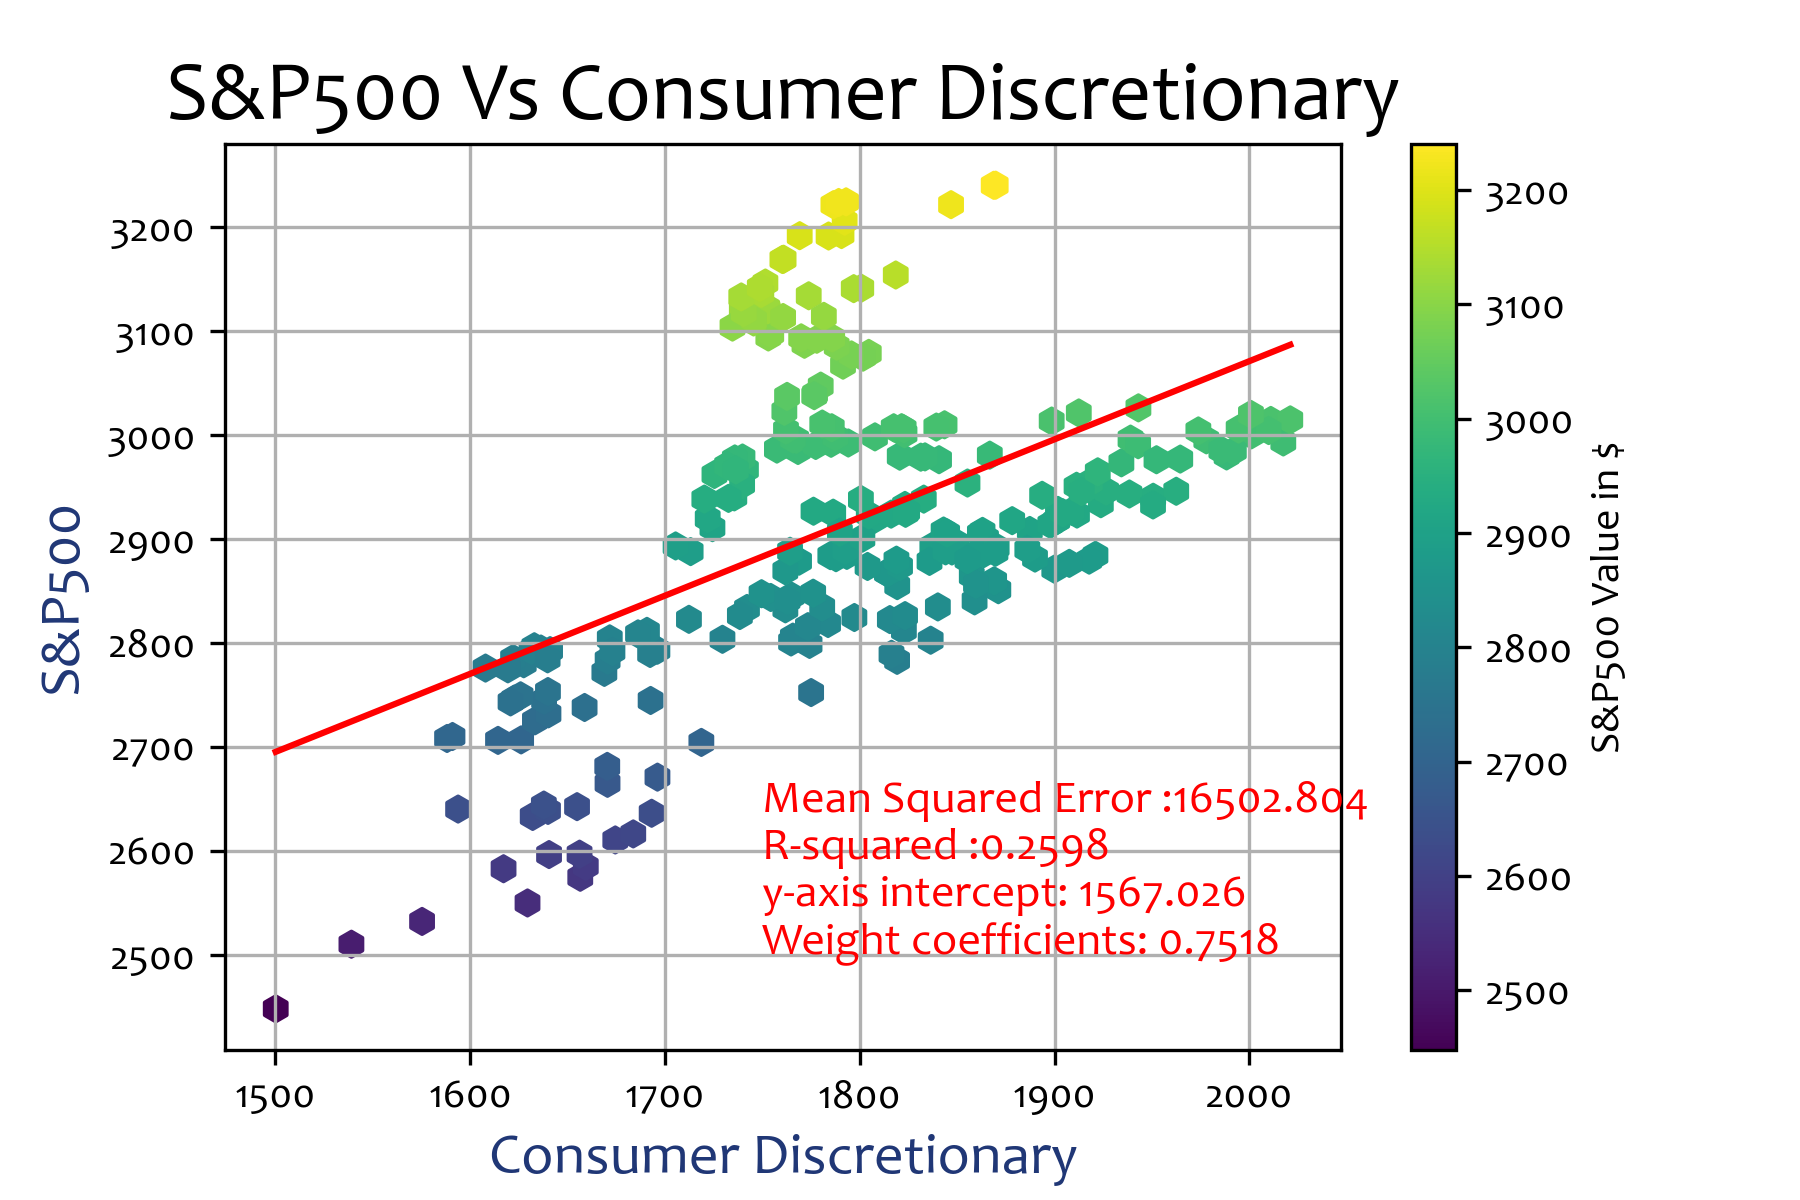 S&P500 Vs Consumer Discretionary
3200
3100
3000
2900
2800
2700
2600
2500
S&P500
1500 1600 1700 1800 1900 2000
Consumer Discretionary
Mean Squared Error :16502.804
R-squared :0.2598
y-axis intercept: 1567.026
Weight coefficients: 0.7518
3200
3100
3000
2900
2800
2700
2600
2500
S&P500 Value in $